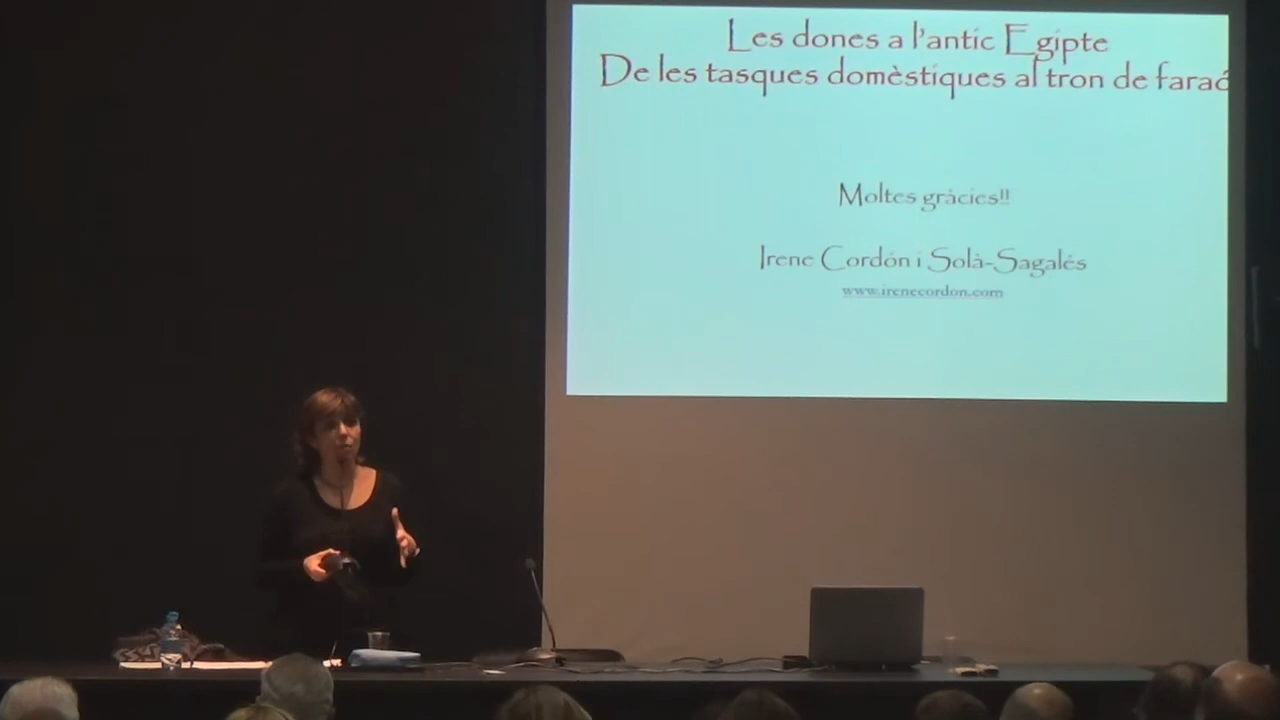 Les dones a l'antic Egipte
De les tasques domèstiques al tron de faraó
Moltes gràcies!!
Irene Cordón i Solà-Sagalés
www.irenecordon.com